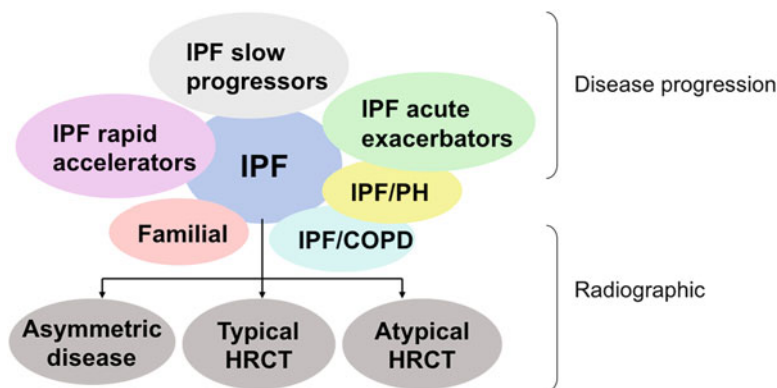 IPF slow
progressors
Disease progression
IPF acute
exacerbators
IPF rapid
accelerators
IPF
IPF/PH
Familial
IPF/COPD
Radiographic
Asymmetric
disease
Typical
HRCT
Atypical
HRCT